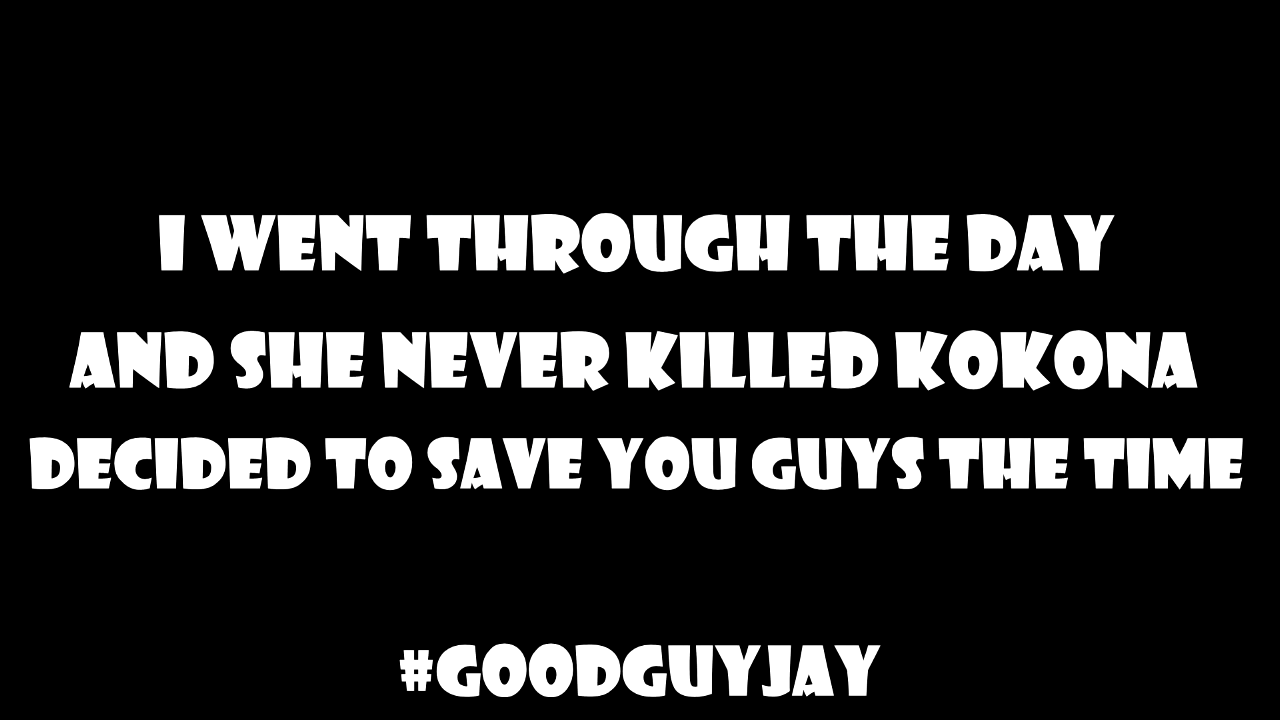 I WENT THROUGH THE DAY
AND SHE NEVER KILLED KOKONA
DECIDED TO SAVE YOU GUYS THE TIME
#GOODGUYJAY